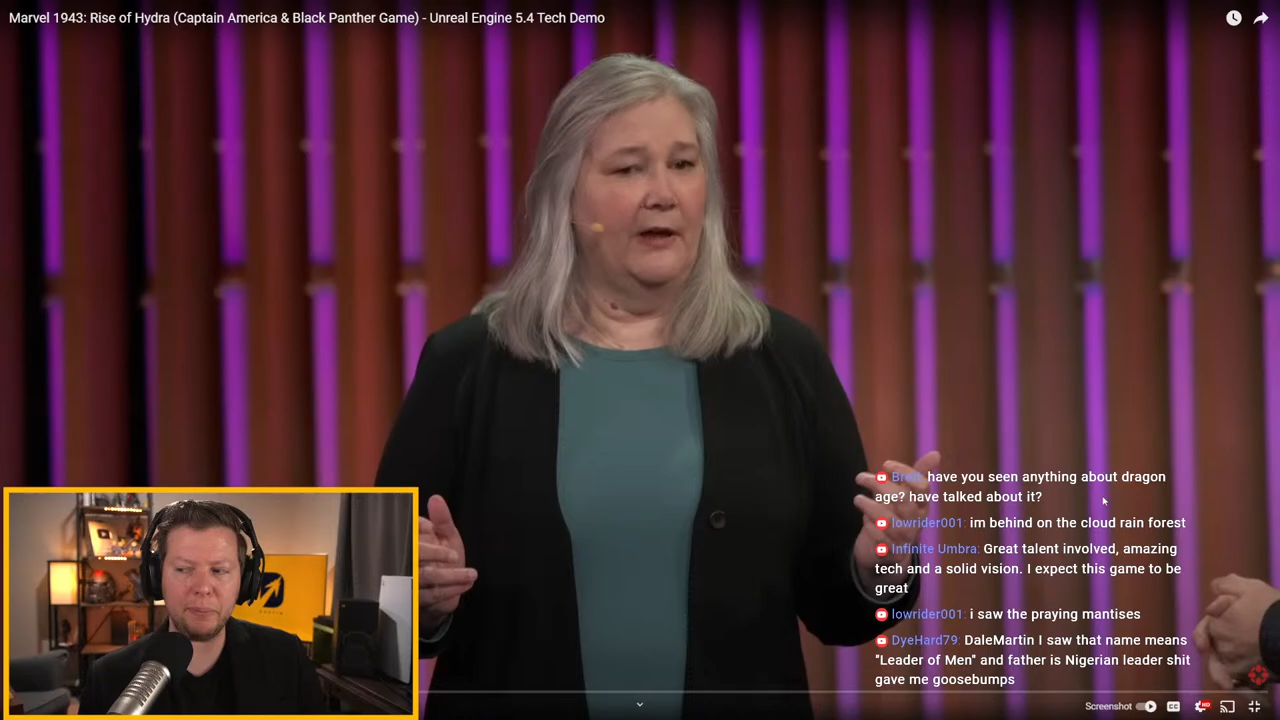 Marvel 1943: Rise of Hydra (Captain America & Black Panther Game) - Unreal Engine 5.4 Tech Demo
have you seen anything about dragon
age? have talked about it?
lowrider001: im behind on the cloud rain forest
Infinite Umbra: Great talent involved, amazing
tech and a solid vision. I expect this game to be
great
lowrider001: i saw the praying mantises
DyeHard79: DaleMartin I saw that name means
"Leader of Men" and father is Nigerian leader shit
gave me goosebumps
Screenshot
CC
HD